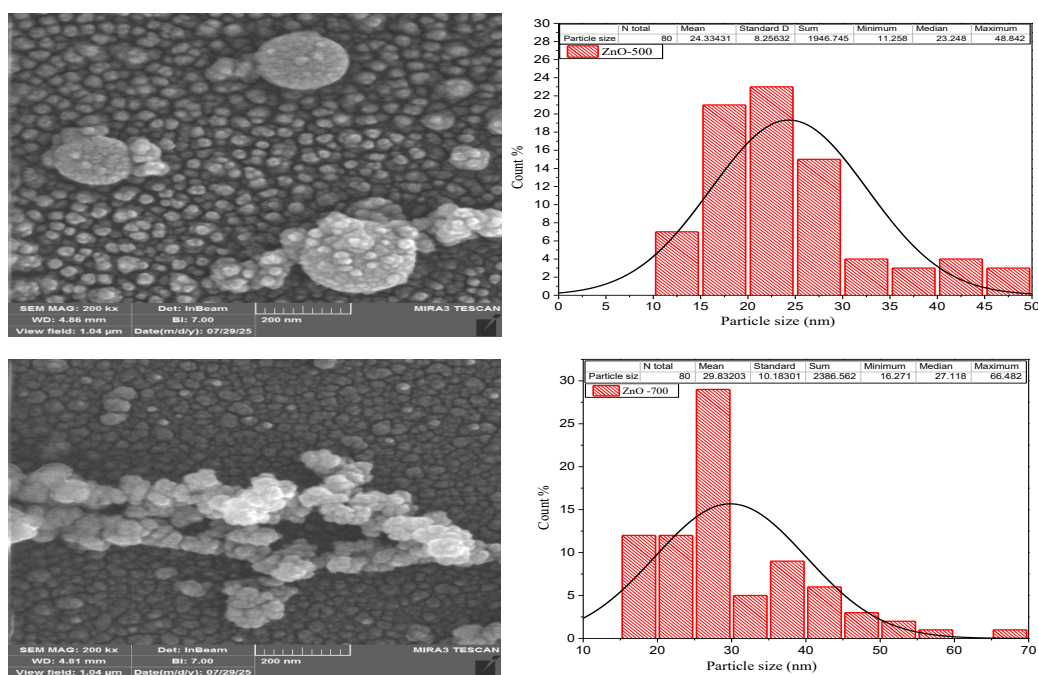 SEM MAG: 200 kx Det: InBeam MIRA3 TESCAN
WD: 4.86 mm BI: 7.00 200 nm
View field: 1.04 µm Date(m/d/y): 07/29/25
N total Mean Standard D Sum Minimum Median Maximum
Particle size 80 24.33431 8.25632 1946.745 11.258 23.248 48.842
ZnO-500
30
28
26
24
22
20
18
16
14
12
10
8
6
4
2
0
Count %
0 5 10 15 20 25 30 35 40 45 50
Particle size (nm)
SEM MAG: 200 kx Det: InBeam MIRA3 TESCAN
WD: 4.81 mm BI: 7.00 200 nm
View field: 1.04 µm Date(m/d/y): 07/29/25
N total Mean Standard Sum Minimum Median Maximum
Particle siz 80 29.83203 10.18301 2386.562 16.271 27.118 66.482
ZnO -700
30
25
20
15
10
5
0
Count %
10 20 30 40 50 60 70
Particle size (nm)